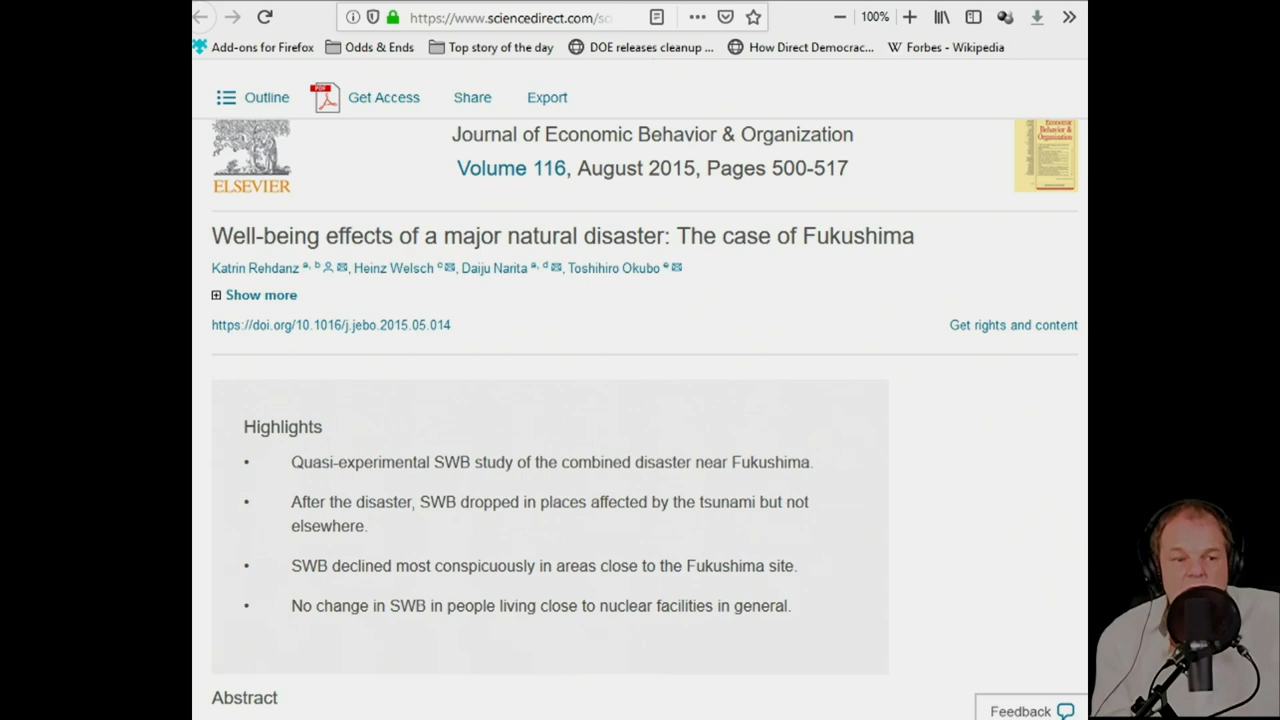 https://www.sciencedirect.com/sc
100%
Add-ons for Firefox
Odds & Ends
Top story of the day
DOE releases cleanup ...
How Direct Democrac...
W Forbes - Wikipedia
Outline
PDF
Get Access
Share
Export
ELSEVIER
Journal of Economic Behavior & Organization
Volume 116, August 2015, Pages 500-517
Economic
Behavior &
Organization
Well-being effects of a major natural disaster: The case of Fukushima
Katrin Rehdanz a, b, Heinz Welsch c, Daiju Narita a, d, Toshihiro Okubo e
Show more
https://doi.org/10.1016/j.jebo.2015.05.014
Get rights and content
Highlights
• Quasi-experimental SWB study of the combined disaster near Fukushima.
• After the disaster, SWB dropped in places affected by the tsunami but not
elsewhere.
• SWB declined most conspicuously in areas close to the Fukushima site.
• No change in SWB in people living close to nuclear facilities in general.
Abstract
Feedback